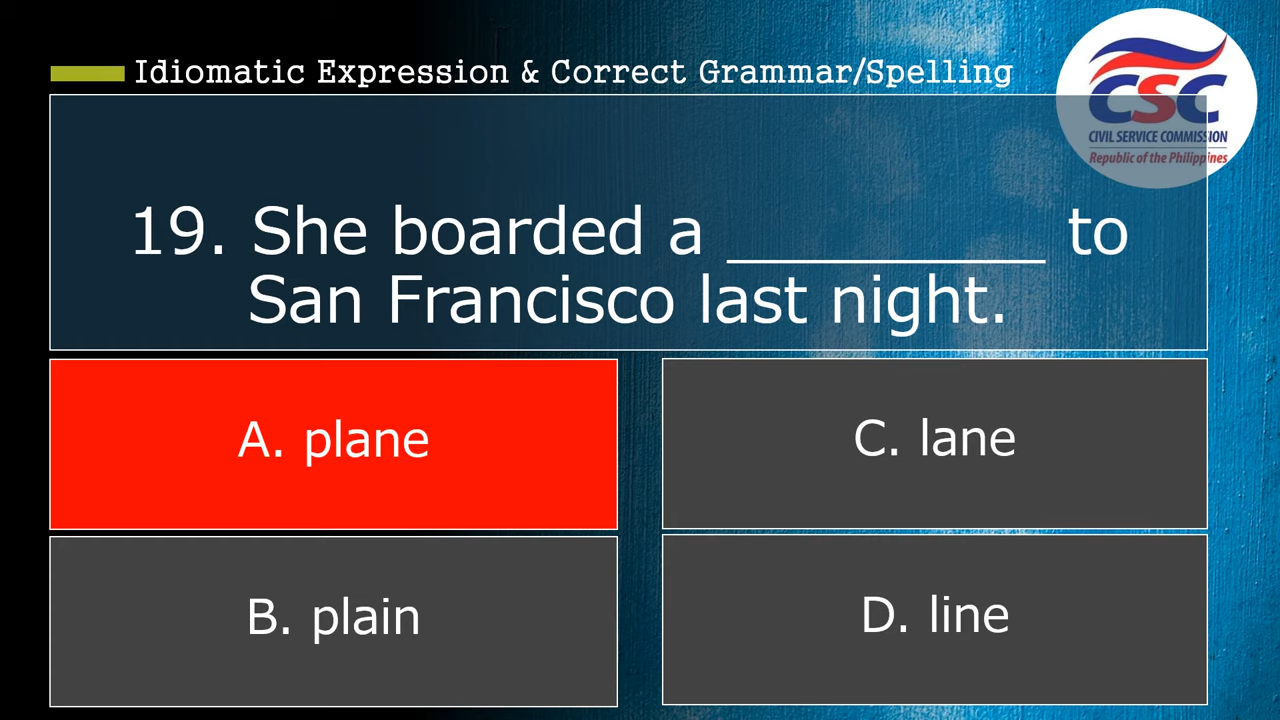 Idiomatic Expression & Correct Grammar/Spelling
CSC
CIVIL SERVICE COMMISSION
Republic of the Philippines
19. She boarded a __________ to
San Francisco last night.
A. plane
C. lane
B. plain
D. line